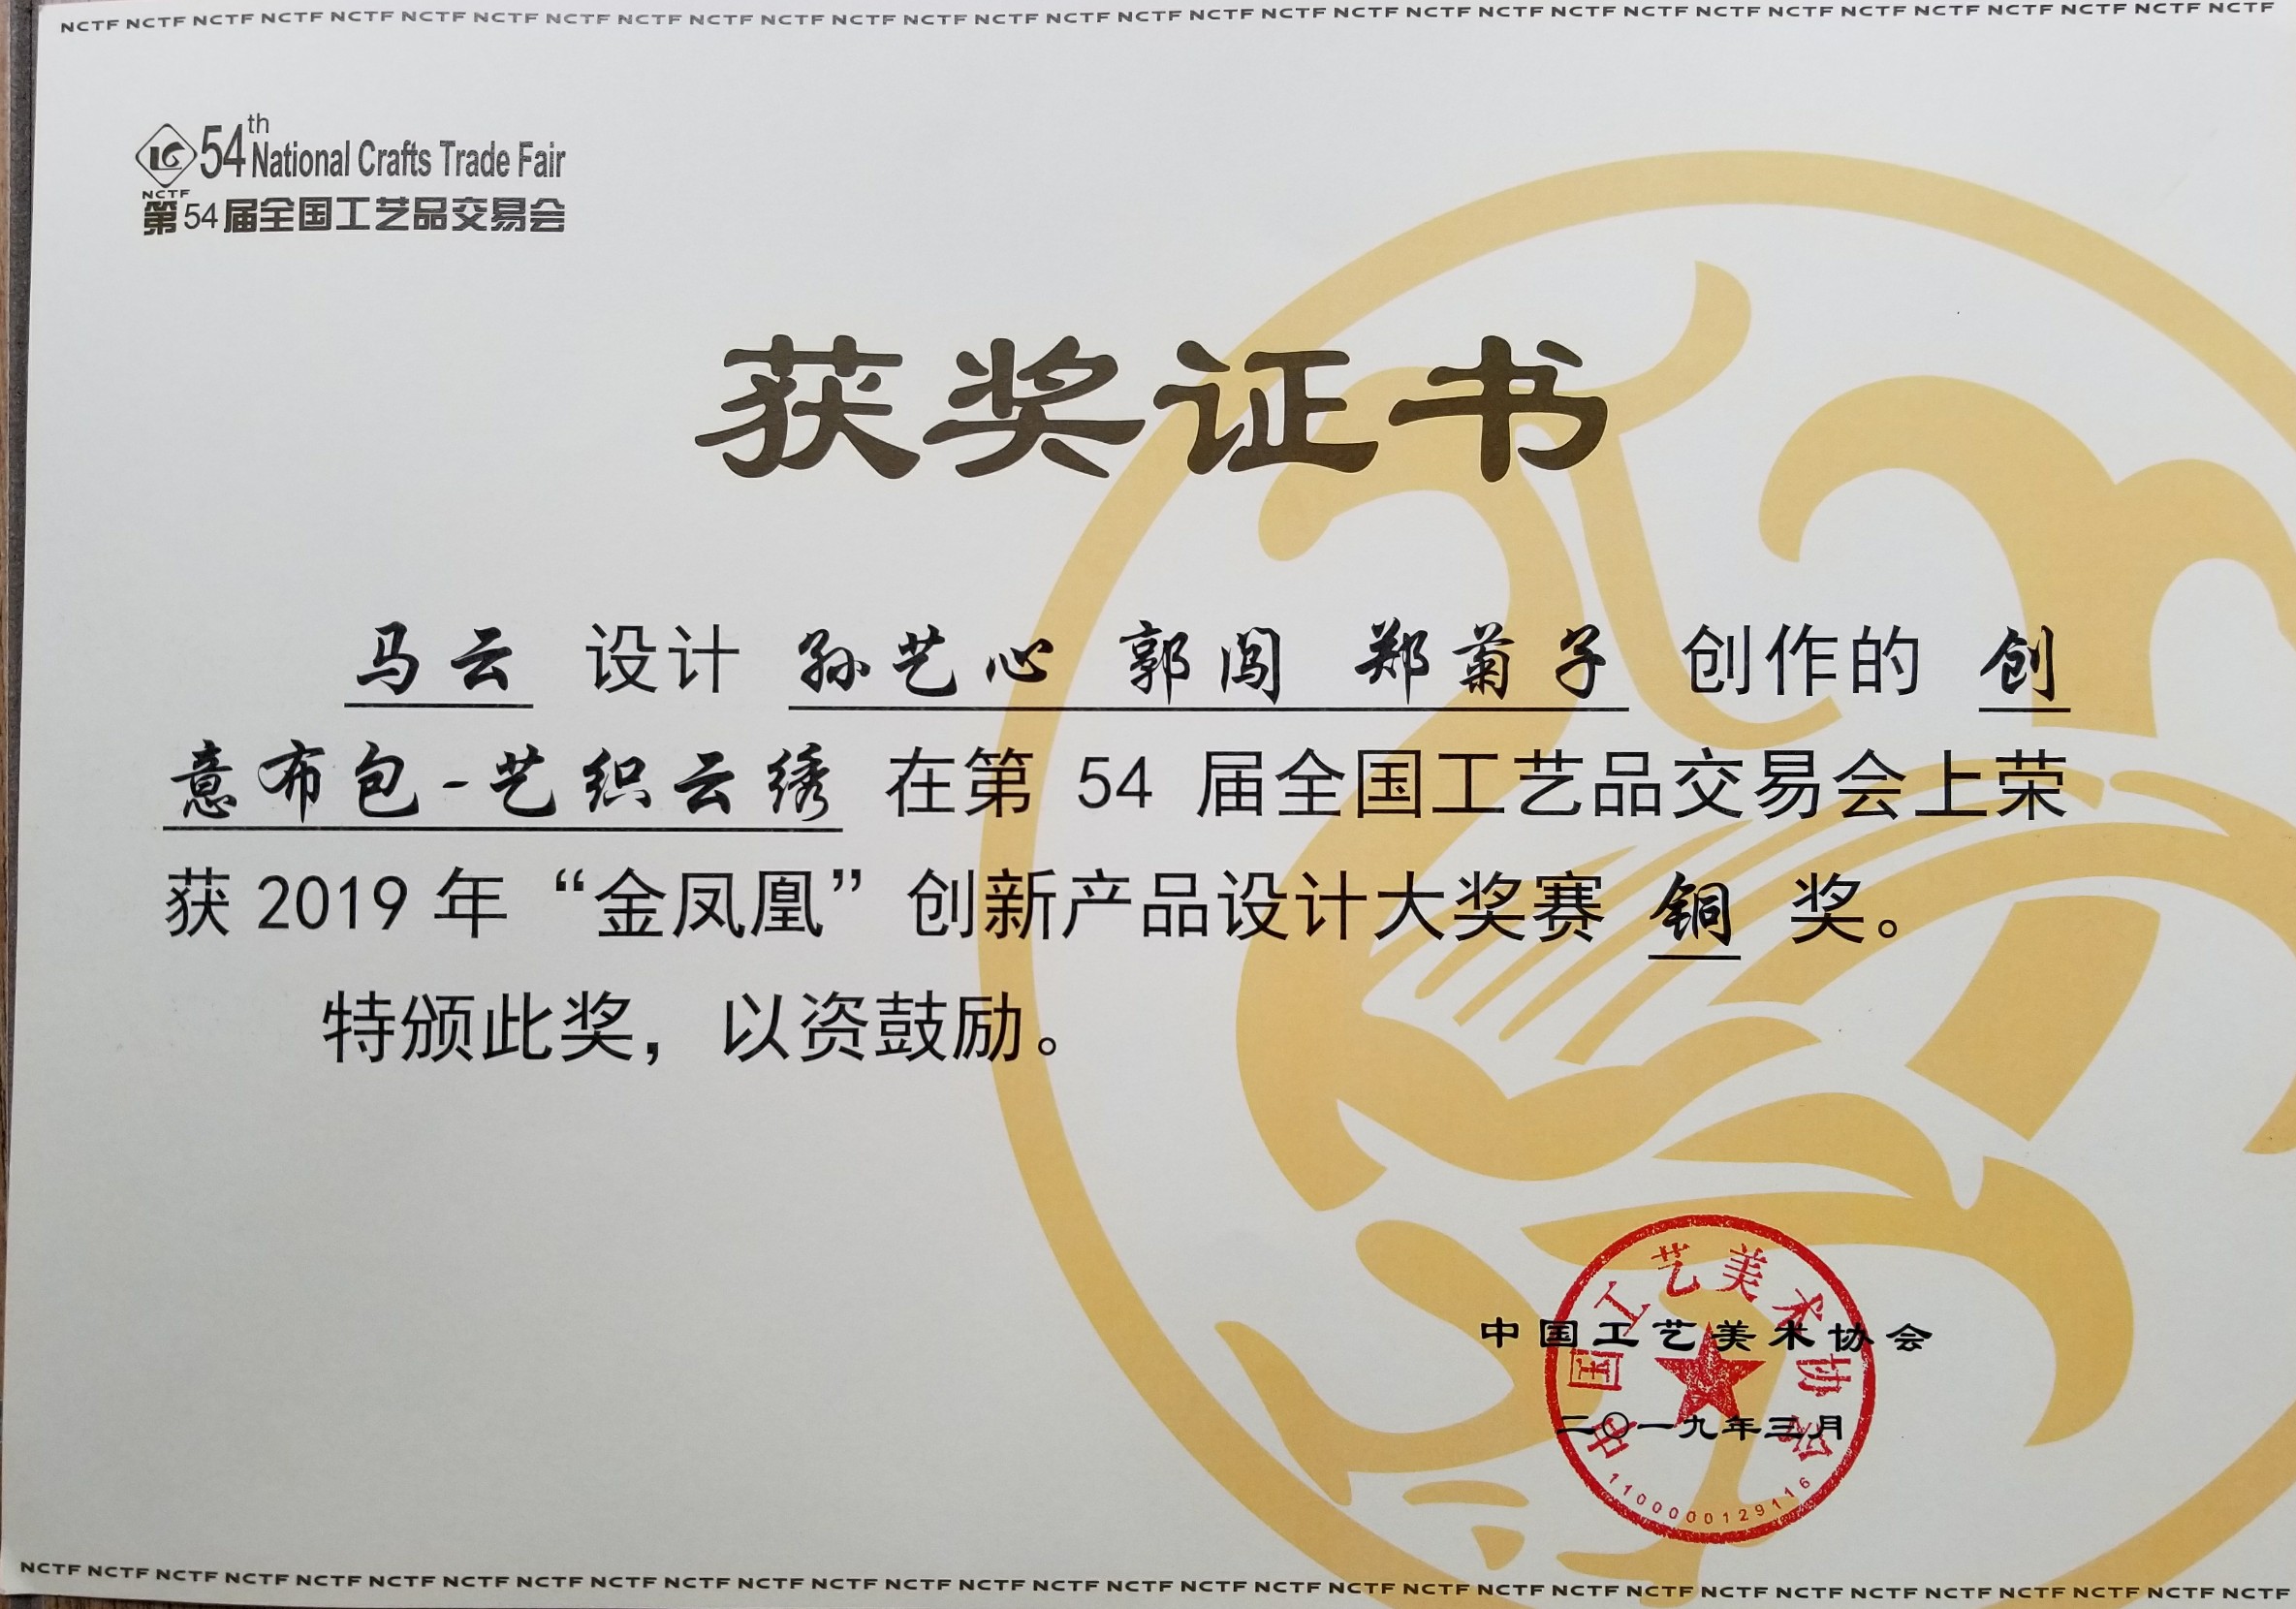 NCTF NCTF NCTF NCTF NCTF NCTF NCTF NCTF NCTF NCTF NCTF NCTF NCTF NCTF NCTF NCTF NCTF NCTF NCTF NCTF NCTF NCTF NCTF NCTF NCTF NCTF NCTF NCTF NCTF NCTF NCTF
54th National Crafts Trade Fair
NCTF
第54届全国工艺品交易会
获奖证书
马云 设计 孙艺心 郭闯 郑菊子 创作的 创
意布包-艺织云绣 在第 54 届全国工艺品交易会上荣
获 2019 年“金凤凰”创新产品设计大奖赛 铜 奖。
特颁此奖，以资鼓励。
中国工艺美术协会
中国工艺美术协会
二〇一九年三月
1100000129116
NCTF NCTF NCTF NCTF NCTF NCTF NCTF NCTF NCTF NCTF NCTF NCTF NCTF NCTF NCTF NCTF NCTF NCTF NCTF NCTF NCTF NCTF NCTF NCTF NCTF NCTF NCTF NCTF NCTF NCTF NCTF